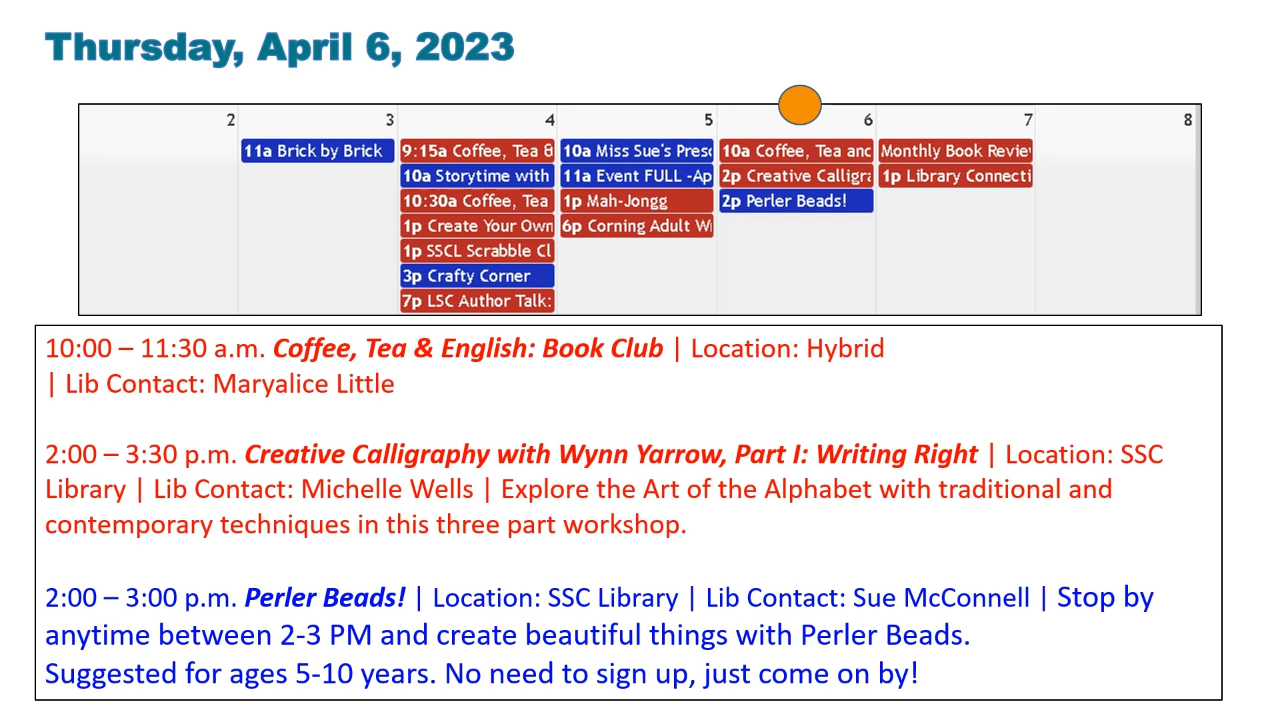 Thursday, April 6, 2023
2 3 4 5 6 7 8
11a Brick by Brick 9:15a Coffee, Tea & 10a Miss Sue's 10a Coffee, Tea and Monthly Book
10a Storytime with 11a Event FULL 2p Creative 1p Library
10:30a Coffee, Tea 1p Mah-Jongg 2p Perler Beads!
1p Create Your Own 6p Corning Adult
1p SSCL Scrabble
3p Crafty Corner
7p LSC Author Talk:
10:00 – 11:30 a.m. Coffee, Tea & English: Book Club | Location: Hybrid
| Lib Contact: Maryalice Little
2:00 – 3:30 p.m. Creative Calligraphy with Wynn Yarrow, Part I: Writing Right | Location: SSC
Library | Lib Contact: Michelle Wells | Explore the Art of the Alphabet with traditional and
contemporary techniques in this three part workshop.
2:00 – 3:00 p.m. Perler Beads! | Location: SSC Library | Lib Contact: Sue McConnell | Stop by
anytime between 2-3 PM and create beautiful things with Perler Beads.
Suggested for ages 5-10 years. No need to sign up, just come on by!